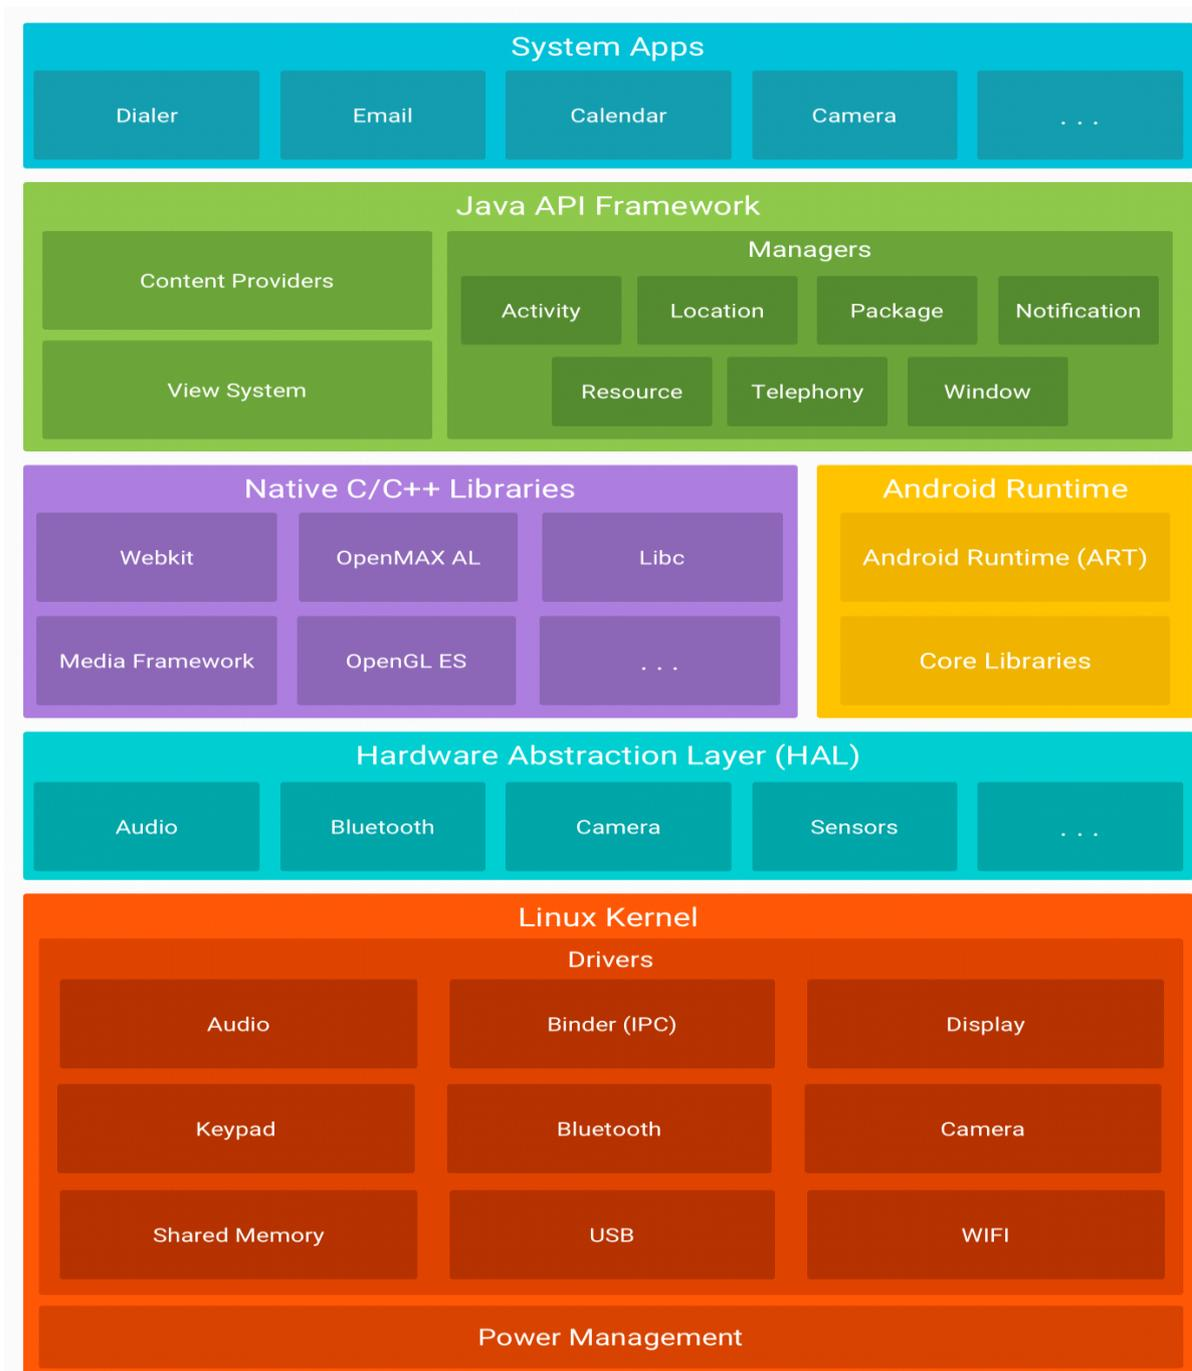 System Apps
Dialer Email Calendar Camera . . .
Java API Framework
Content Providers
View System
Managers
Activity Location Package Notification
Resource Telephony Window
Native C/C++ Libraries
Webkit OpenMAX AL Libc
Media Framework OpenGL ES . . .
Android Runtime
Android Runtime (ART)
Core Libraries
Hardware Abstraction Layer (HAL)
Audio Bluetooth Camera Sensors . . .
Linux Kernel
Drivers
Audio Binder (IPC) Display
Keypad Bluetooth Camera
Shared Memory USB WIFI
Power Management